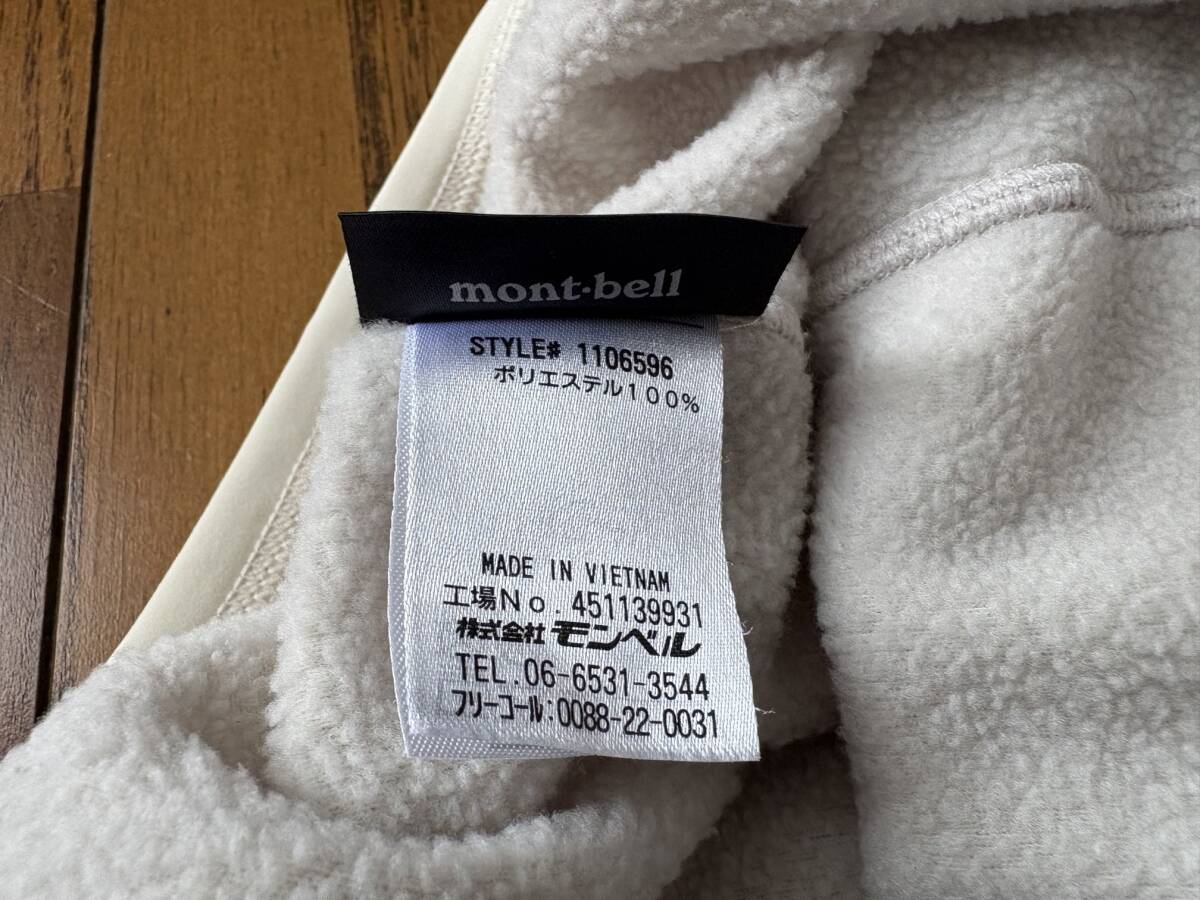 mont·bell
STYLE# 1106596
ポリエステル100%
MADE IN VIETNAM
工場No.451139931
株式会社モンベル
TEL.06-6531-3544
フリーコール:0088-22-0031